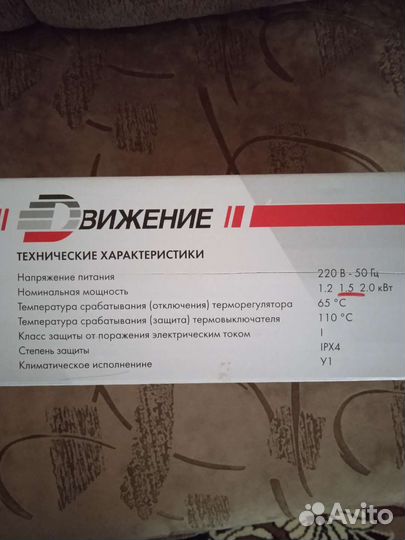 DВИЖЕНИЕ
ТЕХНИЧЕСКИЕ ХАРАКТЕРИСТИКИ
Напряжение питания 220 В - 50 Гц
Номинальная мощность 1.2 1.5 2.0 кВт
Температура срабатывания (отключения) терморегулятора 65 °C
Температура срабатывания (защита) термовыключателя 110 °C
Класс защиты от поражения электрическим током I
Степень защиты IPX4
Климатическое исполненине У1
Avito